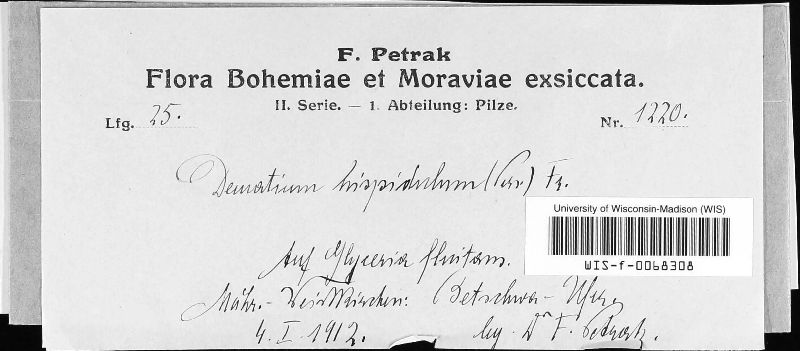 F. Petrak
Flora Bohemiae et Moraviae exsiccata.
II. Serie. — 1. Abteilung: Pilze.
Lfg. 25.
Nr. 1220.
Dematium hispidulum (Pers.) Fr.
University of Wisconsin-Madison (WIS)
WIS-f-0068308
Auf Glyceria fluitans.
Mähr.-Weisskirchen: Betschwa-Ufer,
4. I. 1912. leg. Dr F. Petrak.